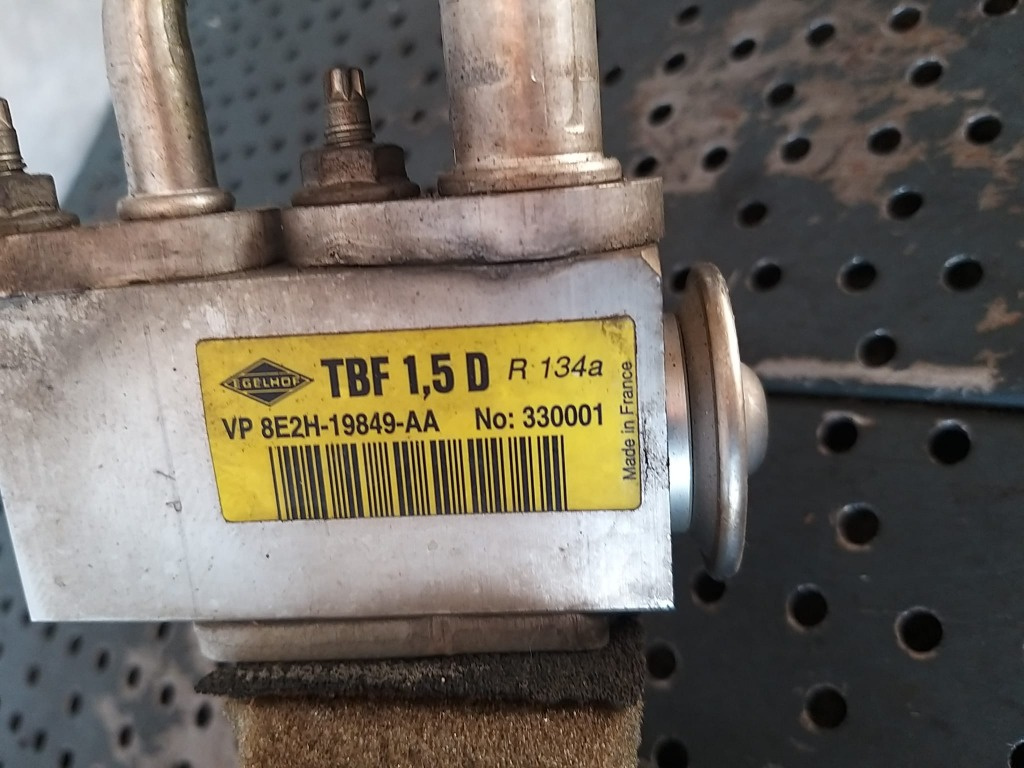 EGELHOF TBF 1,5 D R 134a
VP 8E2H-19849-AA No: 330001
Made in France